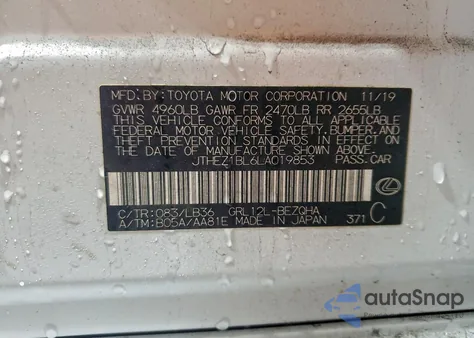 MFD.BY:TOYOTA MOTOR CORPORATION 11/19
GVWR 4960LB GAWR FR 2470LB RR 2655LB
THIS VEHICLE CONFORMS TO ALL APPLICABLE
FEDERAL MOTOR VEHICLE SAFETY,BUMPER,AND
THEFT PREVENTION STANDARDS IN EFFECT ON
THE DATE OF MANUFACTURE SHOWN ABOVE.
JTHEZ1BL6LA019853 PASS.CAR
C/TR:083/LB36 GRL12L-BEZQHA
A/TM:B05A/AA81E MADE IN JAPAN 371 C
autoSnap